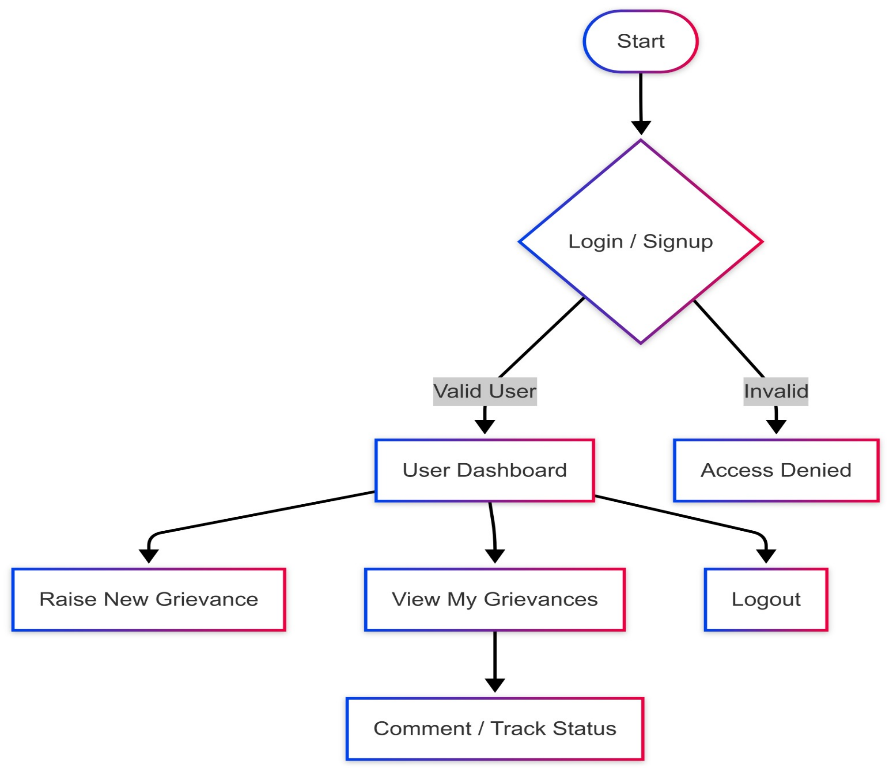 Start
Login / Signup
Valid User
Invalid
User Dashboard
Access Denied
Raise New Grievance
View My Grievances
Logout
Comment / Track Status